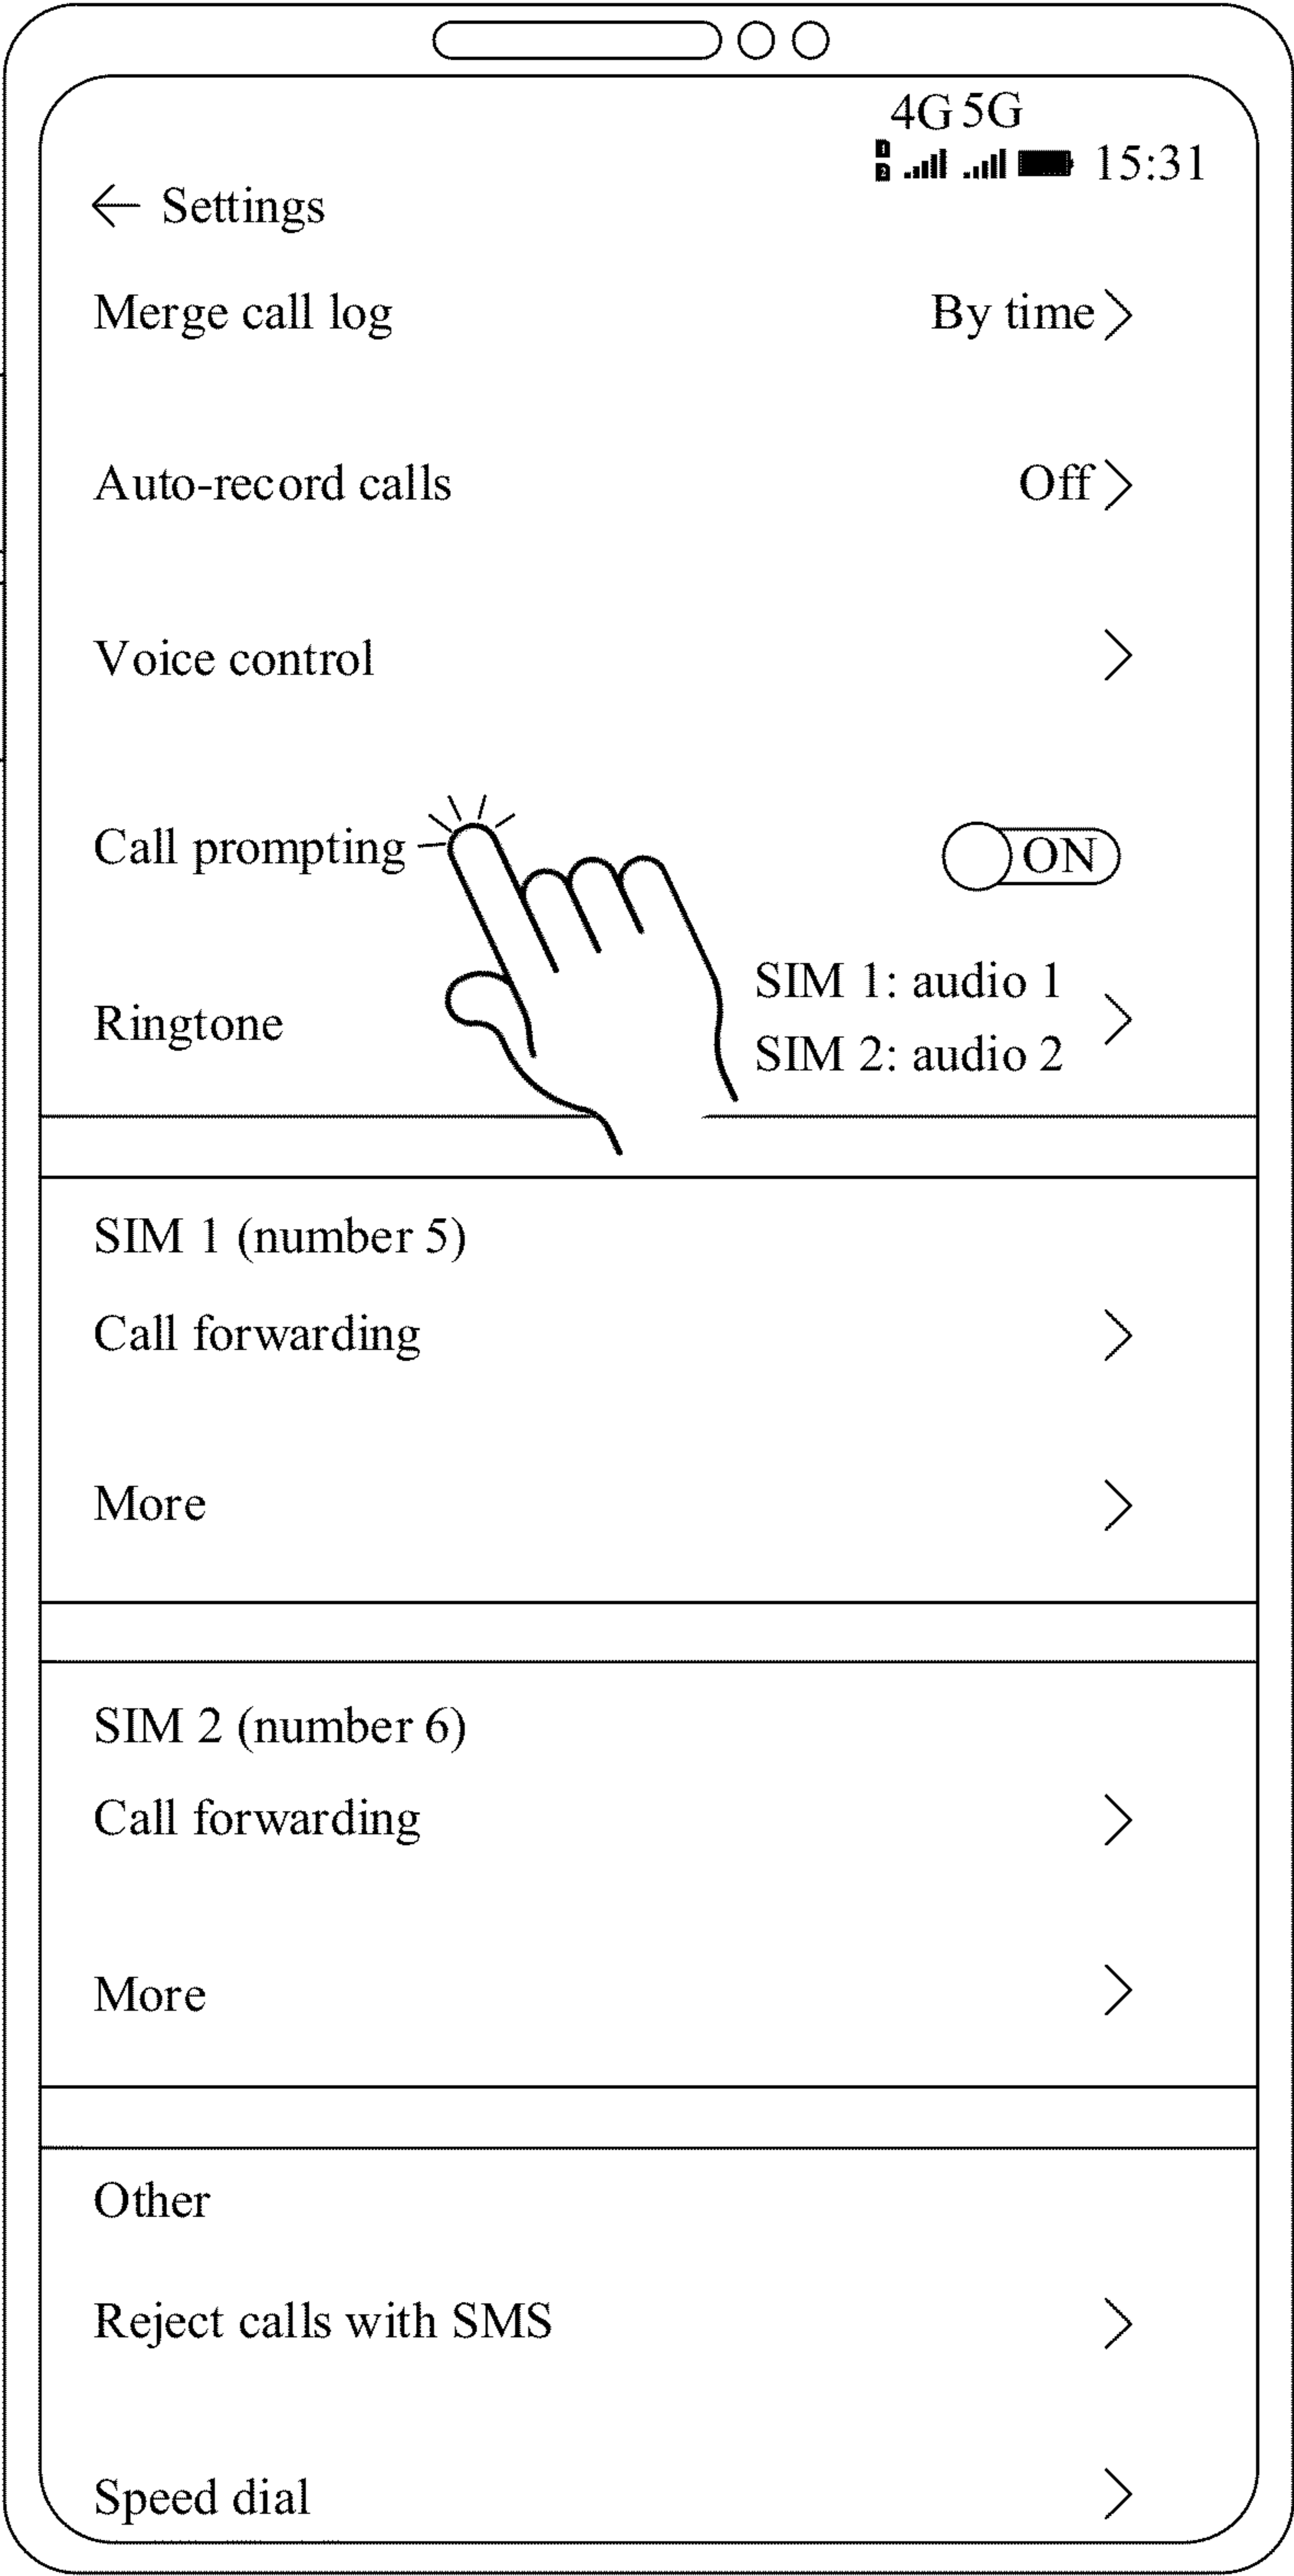 4G 5G
1
2
15:31
Settings
Merge call log By time
Auto-record calls Off
Voice control
Call prompting ON
SIM 1: audio 1
Ringtone
SIM 2: audio 2
SIM 1 (number 5)
Call forwarding
More
SIM 2 (number 6)
Call forwarding
More
Other
Reject calls with SMS
Speed dial